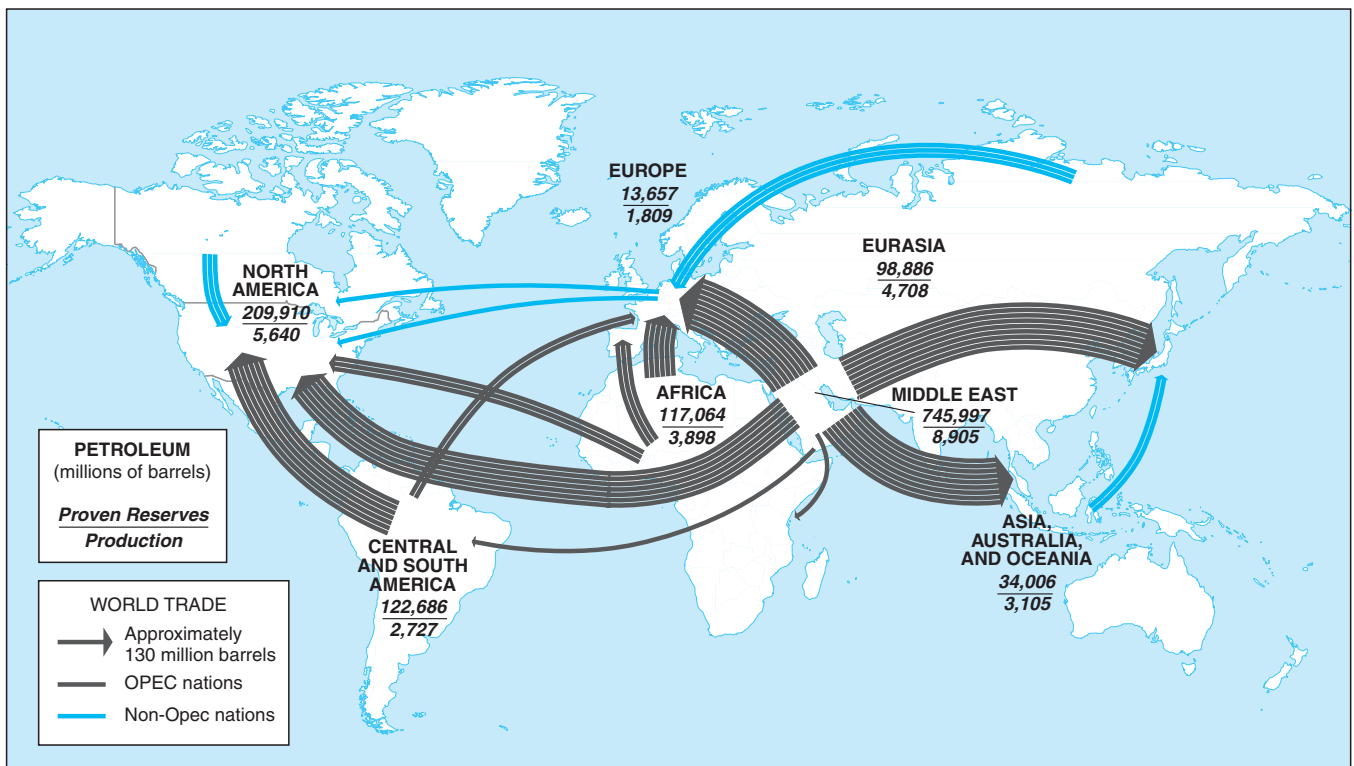 EUROPE
13,657
1,809
EURASIA
98,886
4,708
NORTH
AMERICA
209,910
5,640
AFRICA
117,064
3,898
MIDDLE EAST
745,997
8,905
PETROLEUM
(millions of barrels)
Proven Reserves
Production
CENTRAL
AND SOUTH
AMERICA
122,686
2,727
ASIA,
AUSTRALIA,
AND OCEANIA
34,006
3,105
WORLD TRADE
Approximately
130 million barrels
OPEC nations
Non-Opec nations